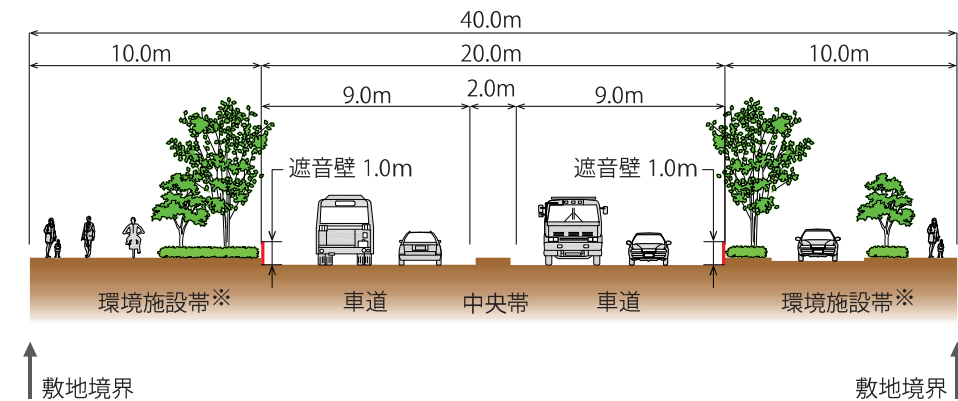 40.0m
10.0m
20.0m
10.0m
9.0m
2.0m
9.0m
遮音壁 1.0m
遮音壁 1.0m
環境施設帯※
車道
中央帯
車道
環境施設帯※
敷地境界
敷地境界